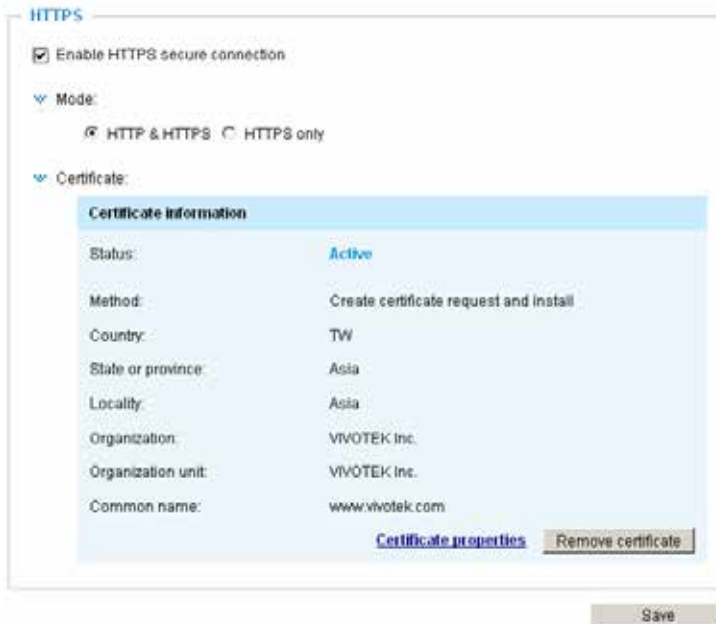 HTTPS
Enable HTTPS secure connection
Mode:
HTTP & HTTPS HTTPS only
Certificate:
Certificate information
Status: Active
Method: Create certificate request and install
Country: TW
State or province: Asia
Locality: Asia
Organization: VIVOTEK Inc.
Organization unit: VIVOTEK Inc.
Common name: www.vivotek.com
Certificate properties Remove certificate
Save